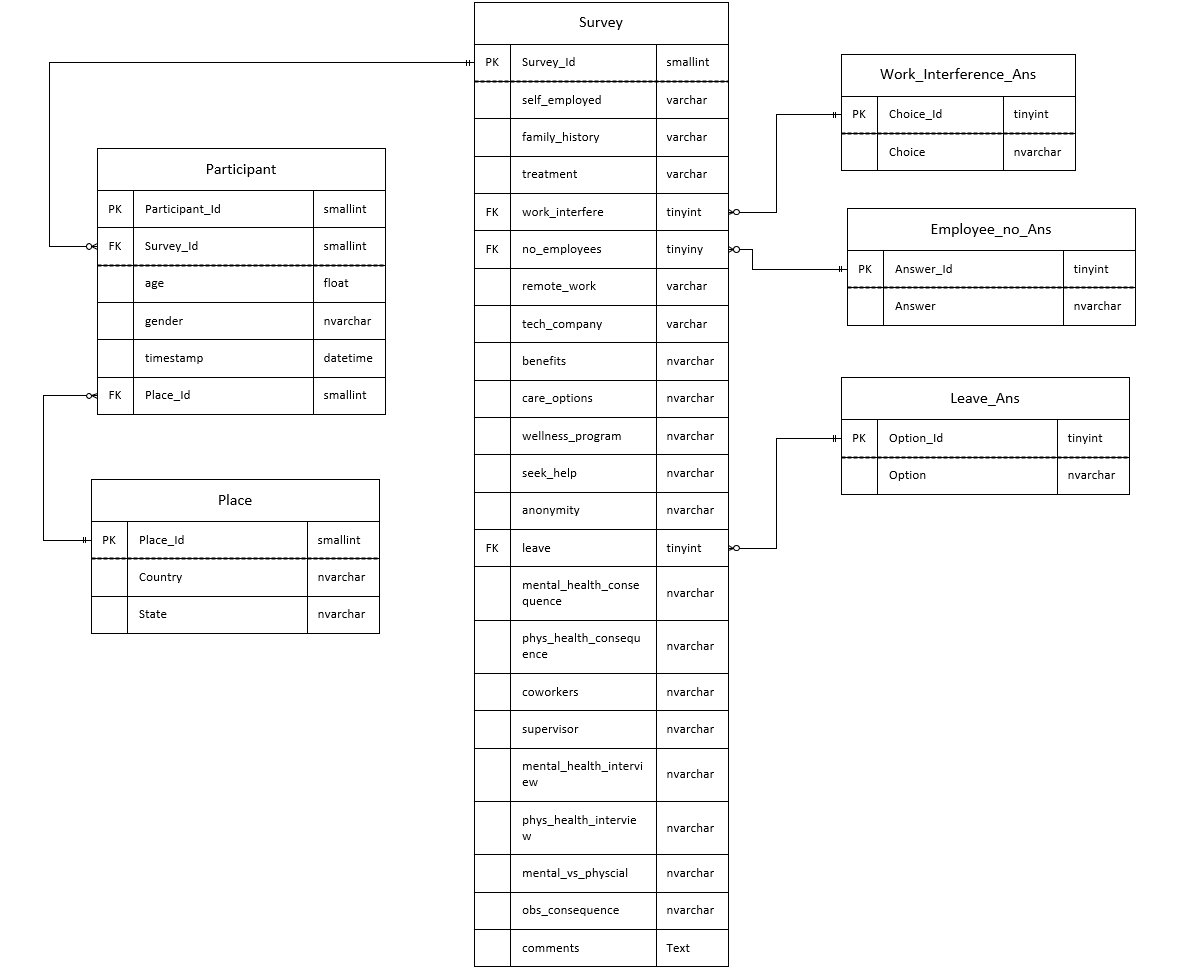 Survey
PK Survey_Id smallint
self_employed varchar
family_history varchar
treatment varchar
FK work_interfere tinyint
FK no_employees tinyiny
remote_work varchar
tech_company varchar
benefits nvarchar
care_options nvarchar
wellness_program nvarchar
seek_help nvarchar
anonymity nvarchar
FK leave tinyint
mental_health_conse
quence
nvarchar
phys_health_consequ
ence
nvarchar
coworkers nvarchar
supervisor nvarchar
mental_health_intervi
ew
nvarchar
phys_health_intervie
w
nvarchar
mental_vs_physcial nvarchar
obs_consequence nvarchar
comments Text
Participant
PK Participant_Id smallint
FK Survey_Id smallint
age float
gender nvarchar
timestamp datetime
FK Place_Id smallint
Place
PK Place_Id smallint
Country nvarchar
State nvarchar
Work_Interference_Ans
PK Choice_Id tinyint
Choice nvarchar
Employee_no_Ans
PK Answer_Id tinyint
Answer nvarchar
Leave_Ans
PK Option_Id tinyint
Option nvarchar